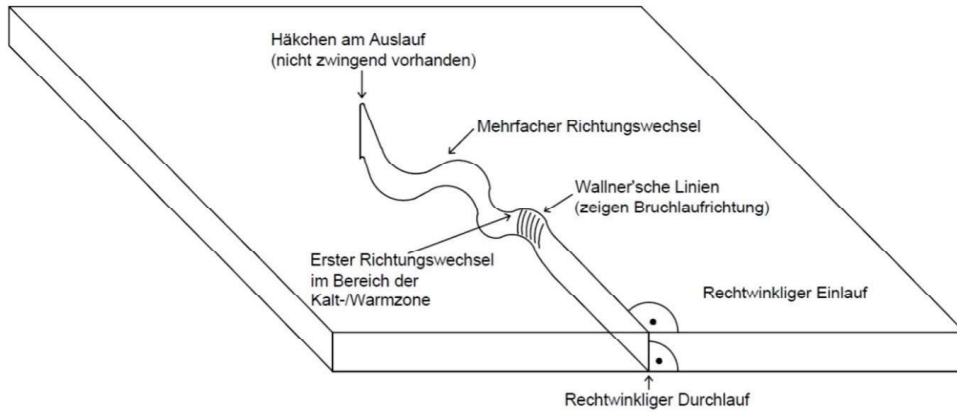 Häkchen am Auslauf
(nicht zwingend vorhanden)
Mehrfacher Richtungswechsel
Wallner'sche Linien
(zeigen Bruchlaufrichtung)
Erster Richtungswechsel
im Bereich der
Kalt-/Warmzone
Rechtwinkliger Einlauf
Rechtwinkliger Durchlauf